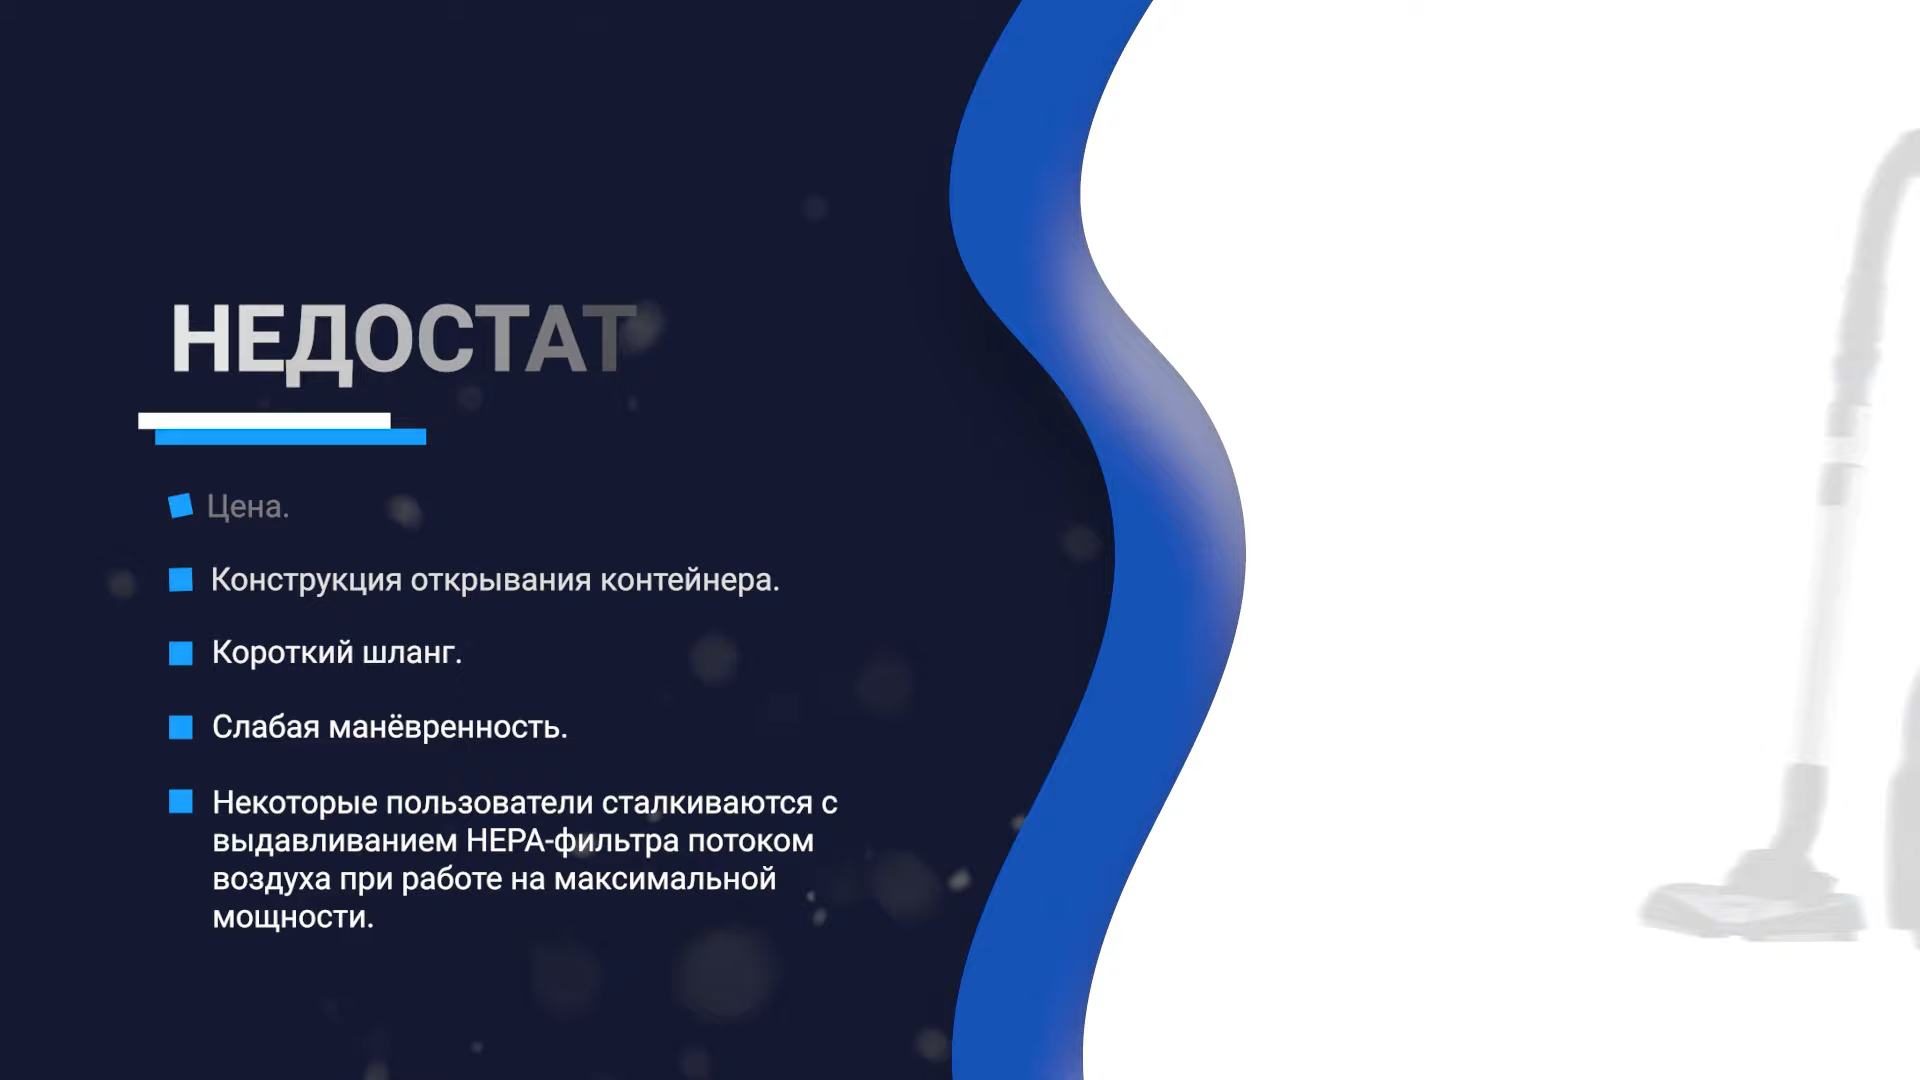 НЕДОСТАТ
Цена.
Конструкция открывания контейнера.
Короткий шланг.
Слабая манёвренность.
Некоторые пользователи сталкиваются с
выдавливанием HEPA-фильтра потоком
воздуха при работе на максимальной
мощности.